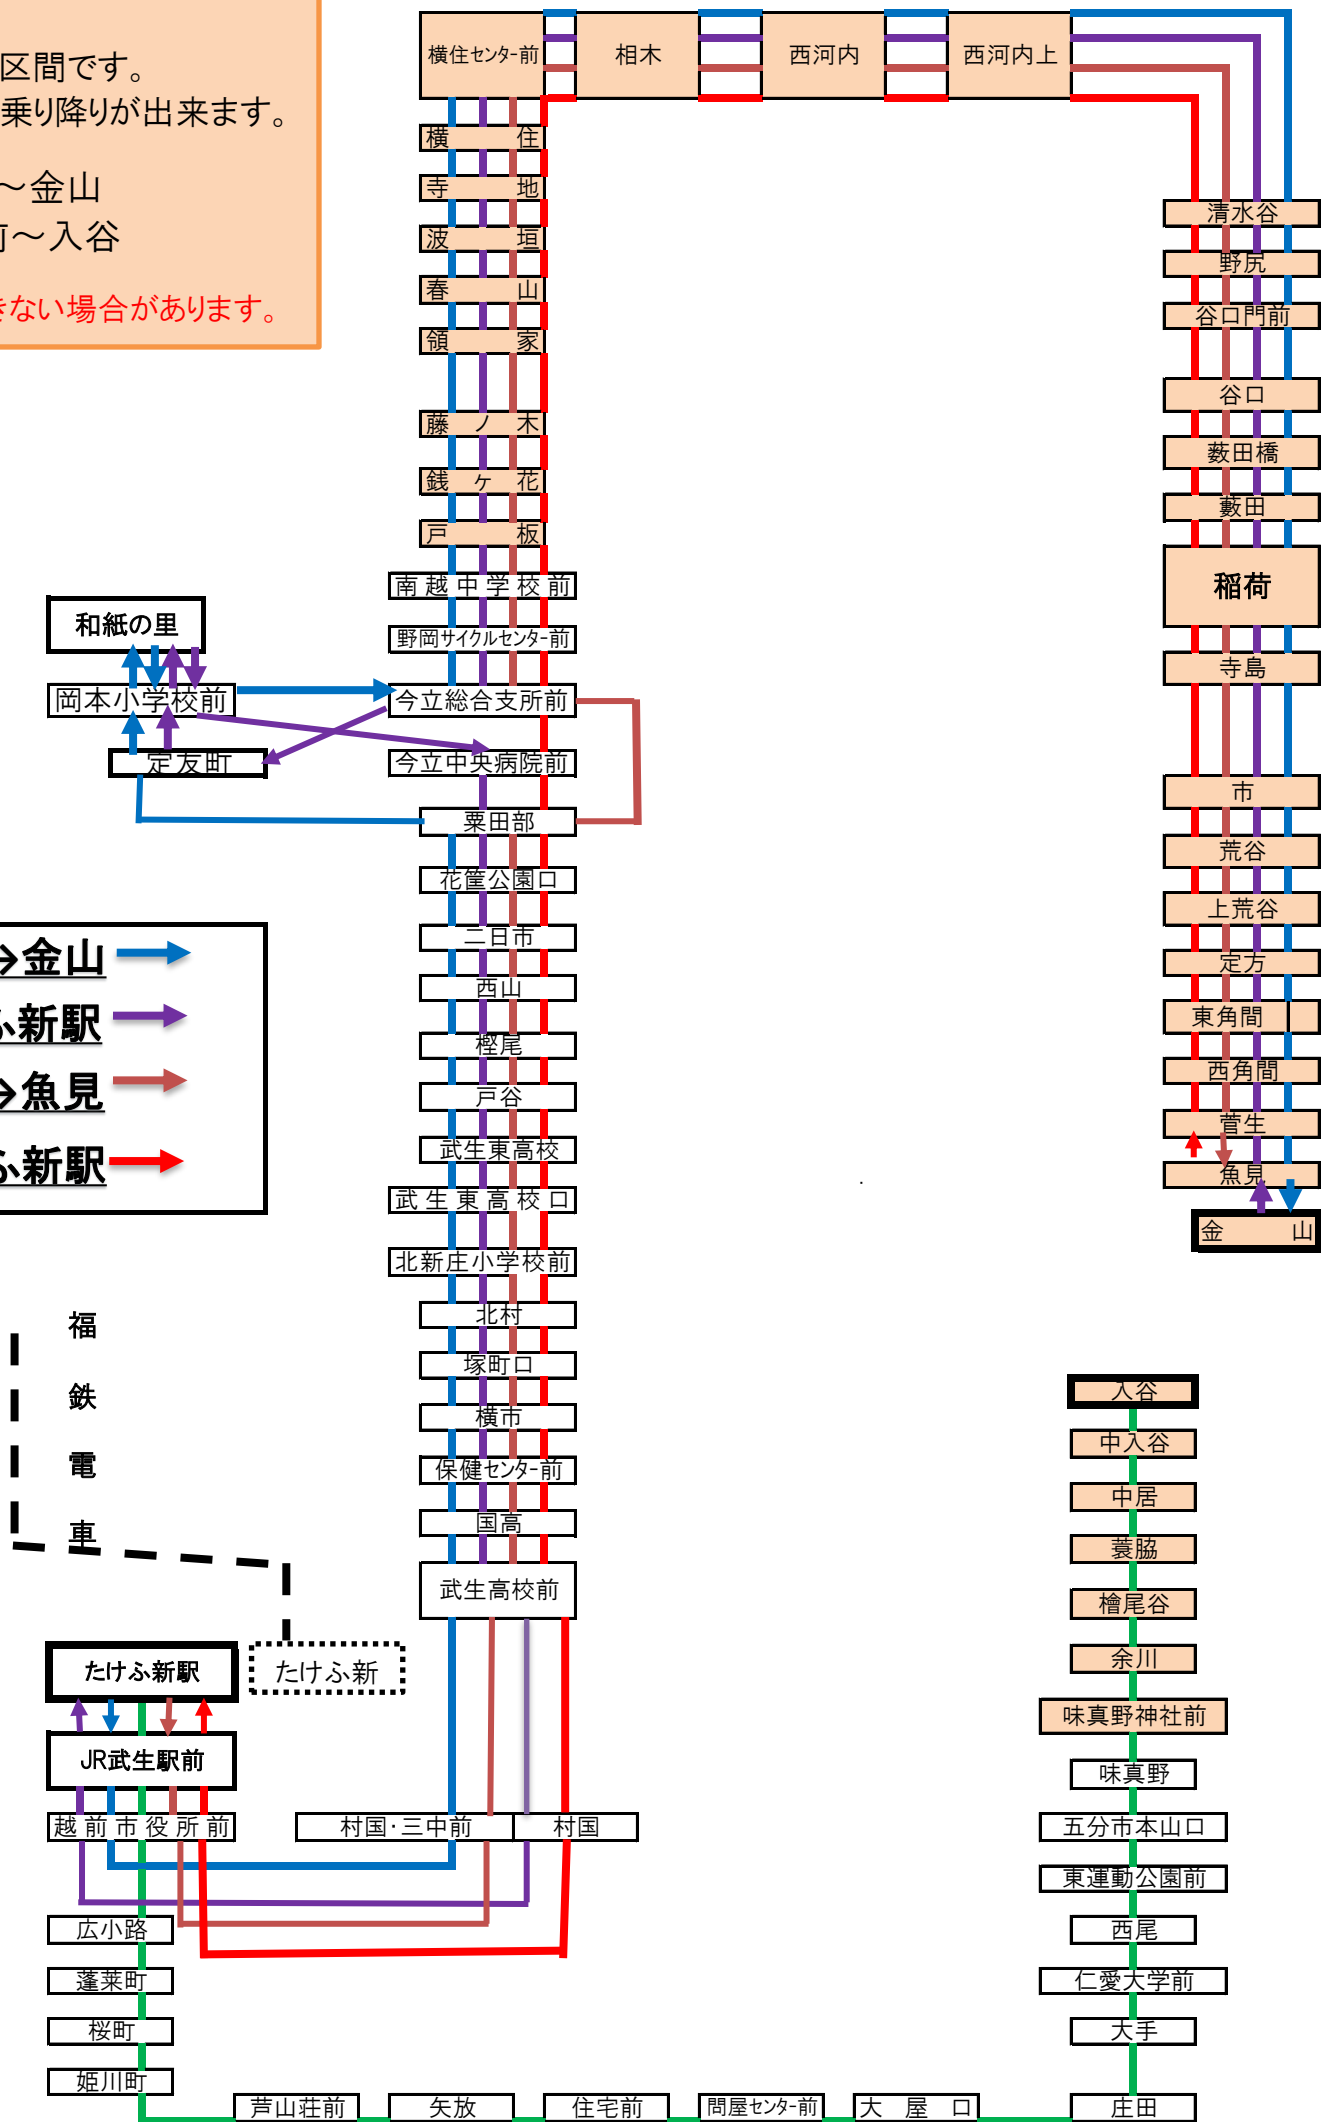 区間です。
乗り降りが出来ます。
～金山
前～入谷
きない場合があります。
横住センター前
相木
西河内
西河内上
横住
寺地
波垣
春山
領家
藤ノ木
銭ヶ花
戸板
南越中学校前
野岡サイクルセンター前
今立総合支所前
今立中央病院前
粟田部
花筐公園口
二日市
西山
樫尾
戸谷
武生東高校
武生東高校口
北新庄小学校前
北村
塚町口
横市
保健センター前
国高
武生高校前
和紙の里
岡本小学校前
定友町
→金山
ふ新駅
→魚見
ふ新駅
福鉄電車
たけふ新駅
たけふ新
JR武生駅前
越前市役所前
村国・三中前
村国
広小路
蓬莱町
桜町
姫川町
芦山荘前
矢放
住宅前
問屋センター前
大屋口
庄田
清水谷
野尻
谷口門前
谷口
薮田橋
藪田
稲荷
寺島
市
荒谷
上荒谷
定方
東角間
西角間
菅生
魚見
金山
入谷
中入谷
中居
蓑脇
檜尾谷
余川
味真野神社前
味真野
五分市本山口
東運動公園前
西尾
仁愛大学前
大手